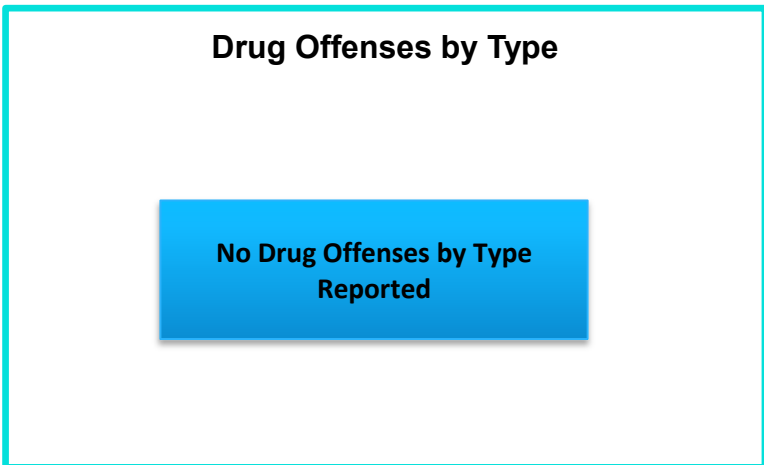 Drug Offenses by Type
No Drug Offenses by Type
Reported